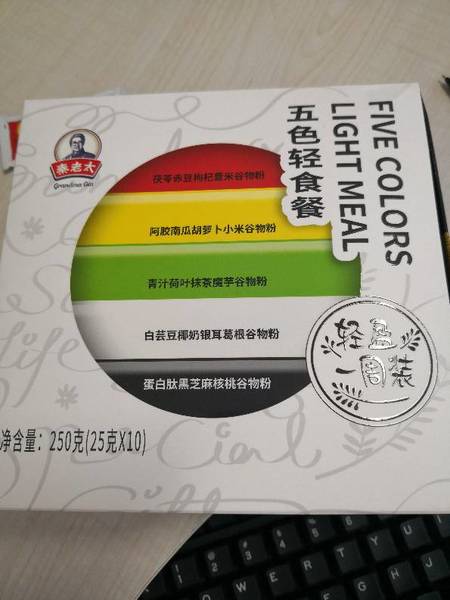 秦老太
Grandma Qin
FIVE COLORS
LIGHT MEAL
五色轻食餐
茯苓赤豆枸杞薏米谷物粉
阿胶南瓜胡萝卜小米谷物粉
青汁荷叶抹茶魔芋谷物粉
白芸豆椰奶银耳葛根谷物粉
蛋白肽黑芝麻核桃谷物粉
轻盈
一周装
净含量：250克(25克X10)